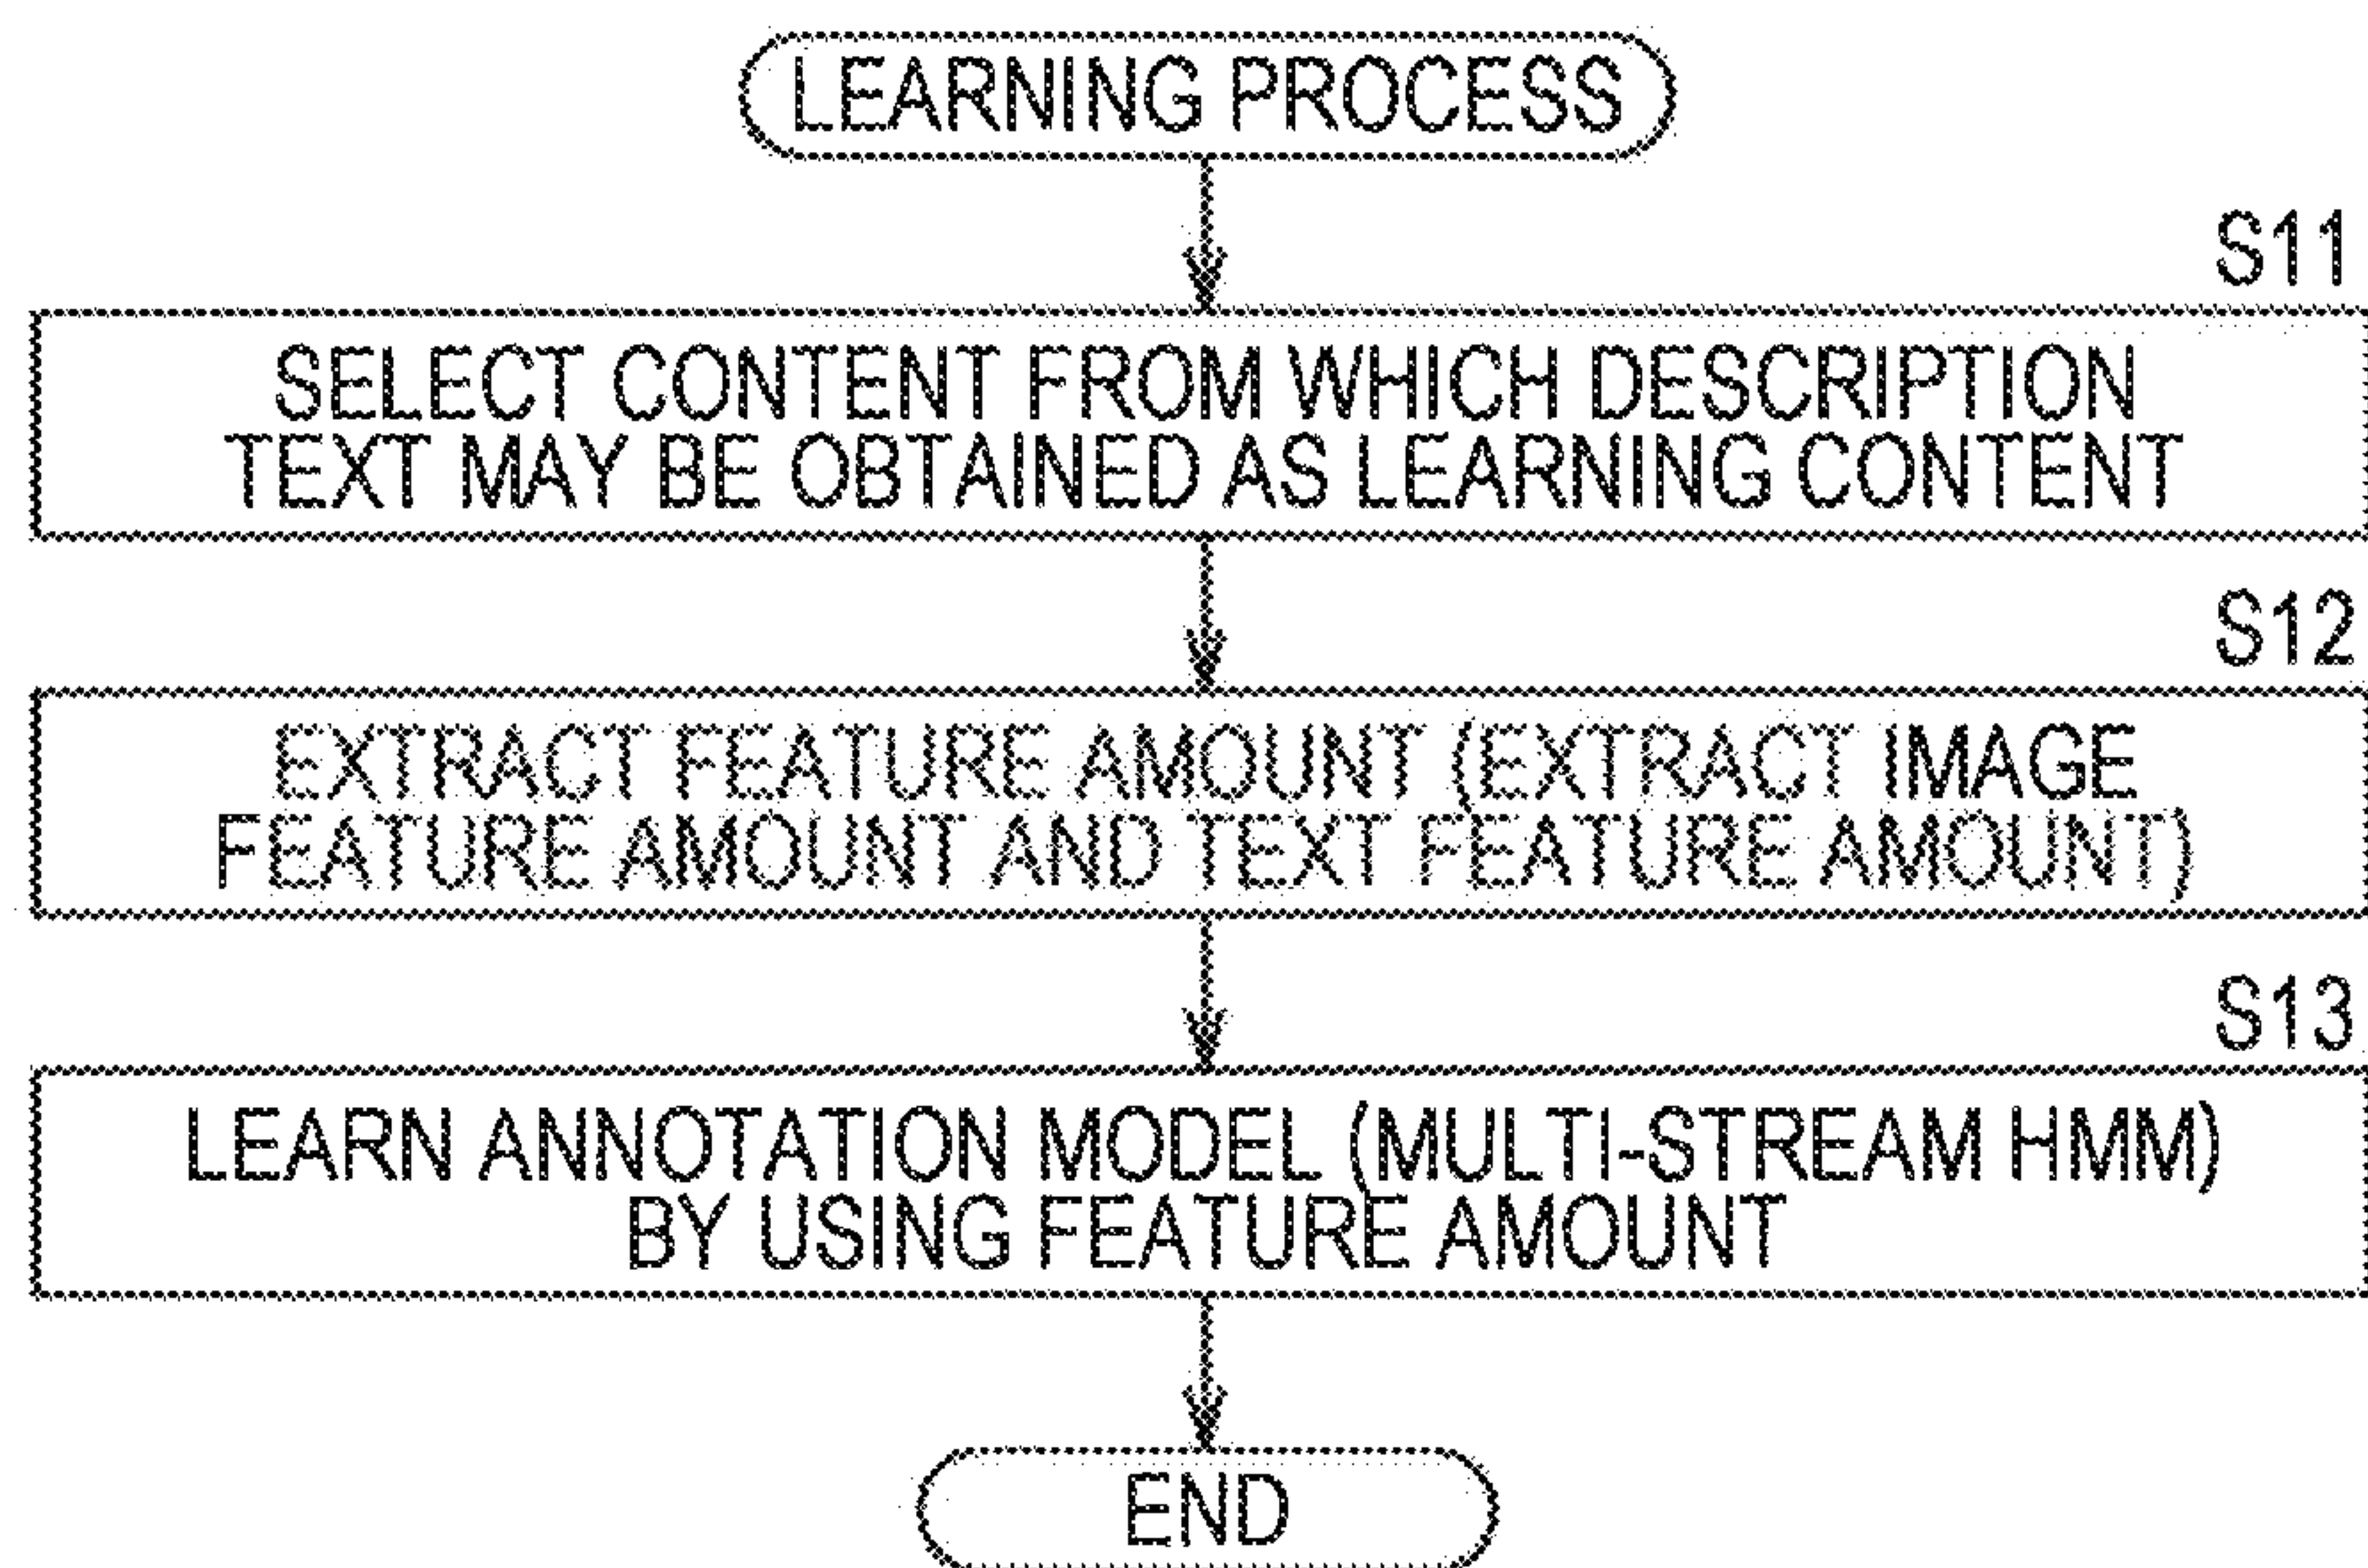 LEARNING PROCESS
S11
SELECT CONTENT FROM WHICH DESCRIPTION
TEXT MAY BE OBTAINED AS LEARNING CONTENT
S12
EXTRACT FEATURE AMOUNT (EXTRACT IMAGE
FEATURE AMOUNT AND TEXT FEATURE AMOUNT)
S13
LEARN ANNOTATION MODEL (MULTI-STREAM HMM)
BY USING FEATURE AMOUNT
END